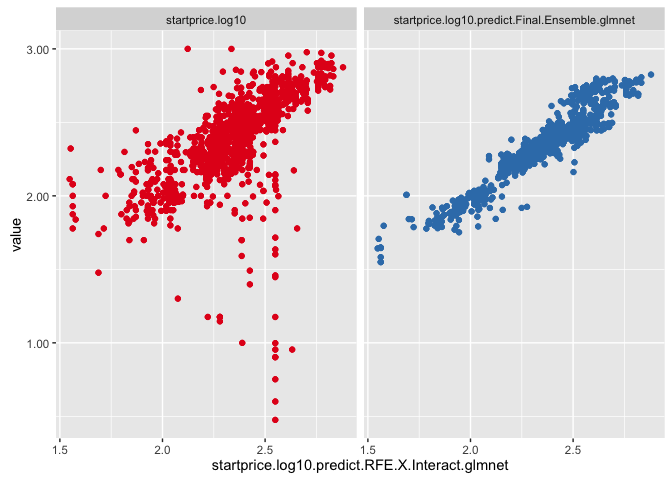 startprice.log10 startprice.log10.predict.Final.Ensemble.glmnet
3.00
2.00
1.00
value
1.5 2.0 2.5 1.5 2.0 2.5
startprice.log10.predict.RFE.X.Interact.glmnet